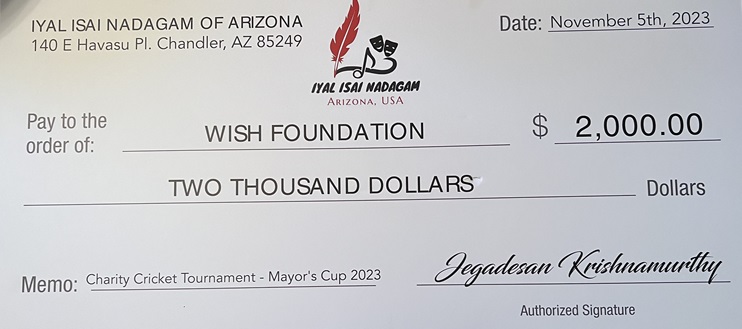 IYAL ISAI NADAGAM OF ARIZONA
140 E Havasu Pl. Chandler, AZ 85249
IYAL ISAI NADAGAM
ARIZONA, USA
Date: November 5th, 2023
Pay to the
order of: WISH FOUNDATION $ 2,000.00
TWO THOUSAND DOLLARS Dollars
Memo: Charity Cricket Tournament - Mayor's Cup 2023
Jegadesan Krishnamurthy
Authorized Signature